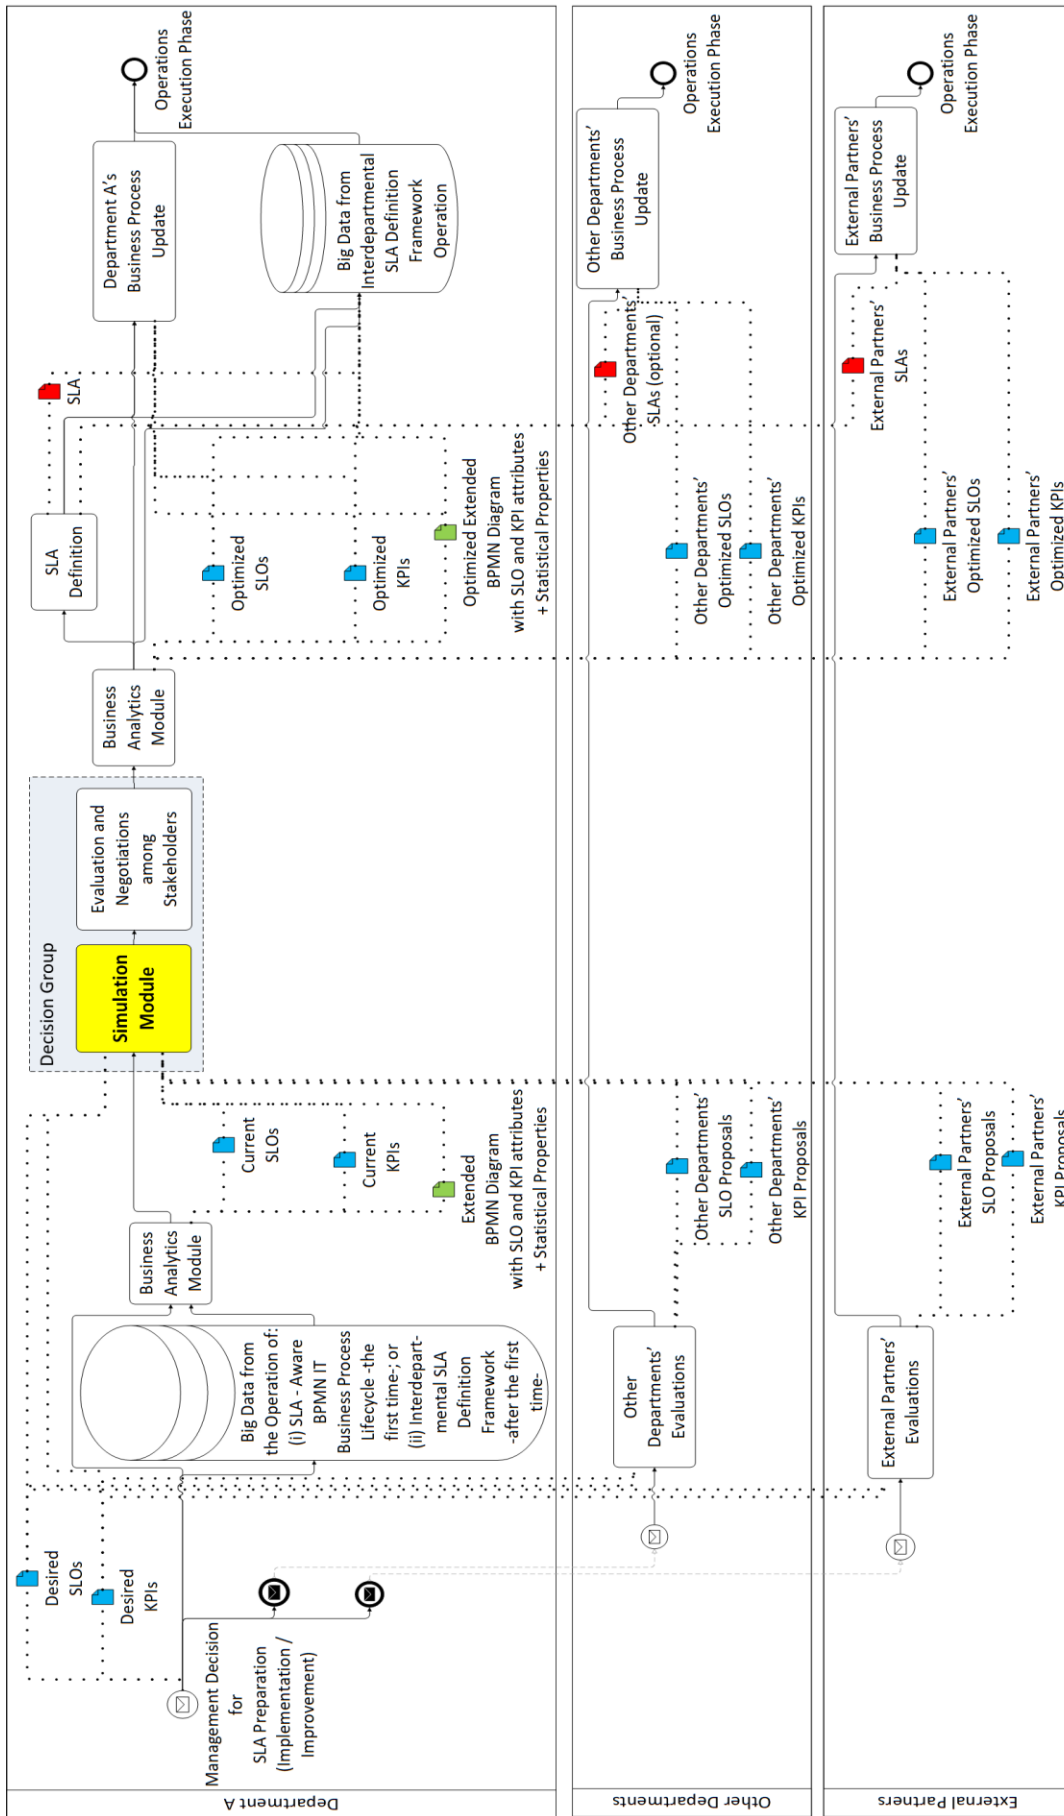 Department A
Management Decision
for
SLA Preparation
(Implementation /
Improvement)
Desired
SLOs
Desired
KPIs
Big Data from
the Operation of:
(i) SLA - Aware
BPMN IT
Business Process
Lifecycle -the
first time-; or
(ii) Interdepart-
mental SLA
Definition
Framework
-after the first
time-
Business
Analytics
Module
Current
SLOs
Current
KPIs
Extended
BPMN Diagram
with SLO and KPI attributes
+ Statistical Properties
Decision Group
Simulation
Module
Evaluation and
Negotiations
among
Stakeholders
Business
Analytics
Module
SLA
Definition
SLA
Optimized
SLOs
Optimized
KPIs
Optimized Extended
BPMN Diagram
with SLO and KPI attributes
+ Statistical Properties
Department A's
Business Process
Update
Big Data from
Interdepartmental
SLA Definition
Framework
Operation
Operations
Execution Phase
Other Departments
Other
Departments'
Evaluations
Other Departments'
SLO Proposals
Other Departments'
KPI Proposals
Other Departments'
Optimized SLOs
Other Departments'
Optimized KPIs
Other Departments'
SLAs (optional)
Other Departments'
Business Process
Update
Operations
Execution Phase
External Partners
External Partners'
Evaluations
External Partners'
SLO Proposals
External Partners'
KPI Proposals
External Partners'
Optimized SLOs
External Partners'
Optimized KPIs
External Partners'
SLAs
External Partners'
Business Process
Update
Operations
Execution Phase